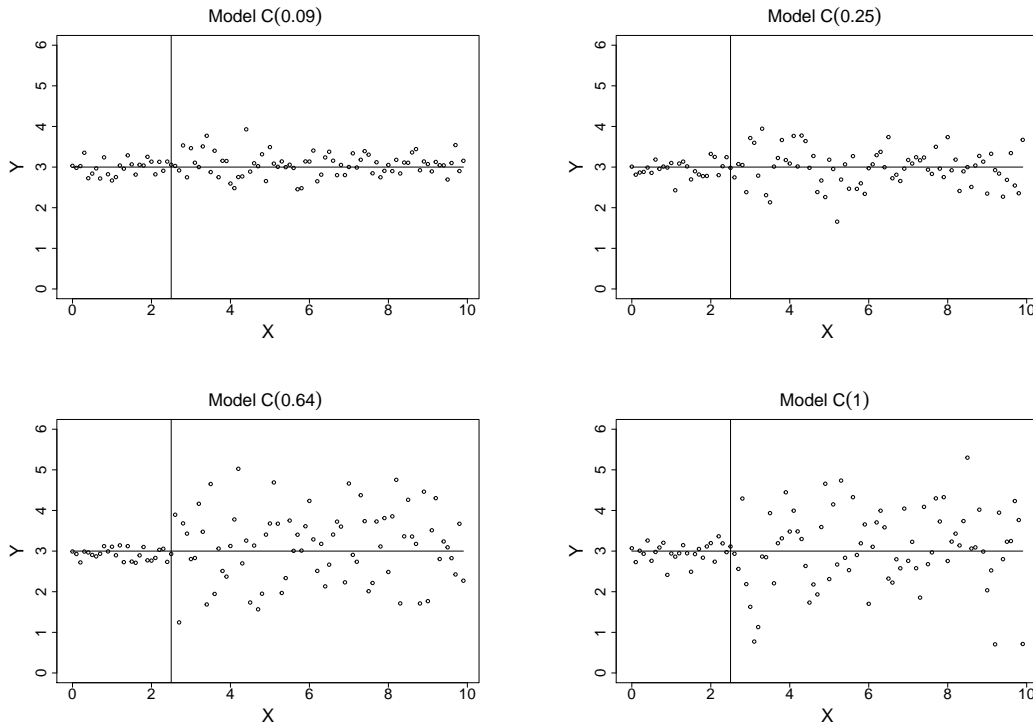 Model C(0.09)
Y
0 1 2 3 4 5 6
0 2 4 6 8 10
X
Model C(0.25)
Y
0 1 2 3 4 5 6
0 2 4 6 8 10
X
Model C(0.64)
Y
0 1 2 3 4 5 6
0 2 4 6 8 10
X
Model C(1)
Y
0 1 2 3 4 5 6
0 2 4 6 8 10
X